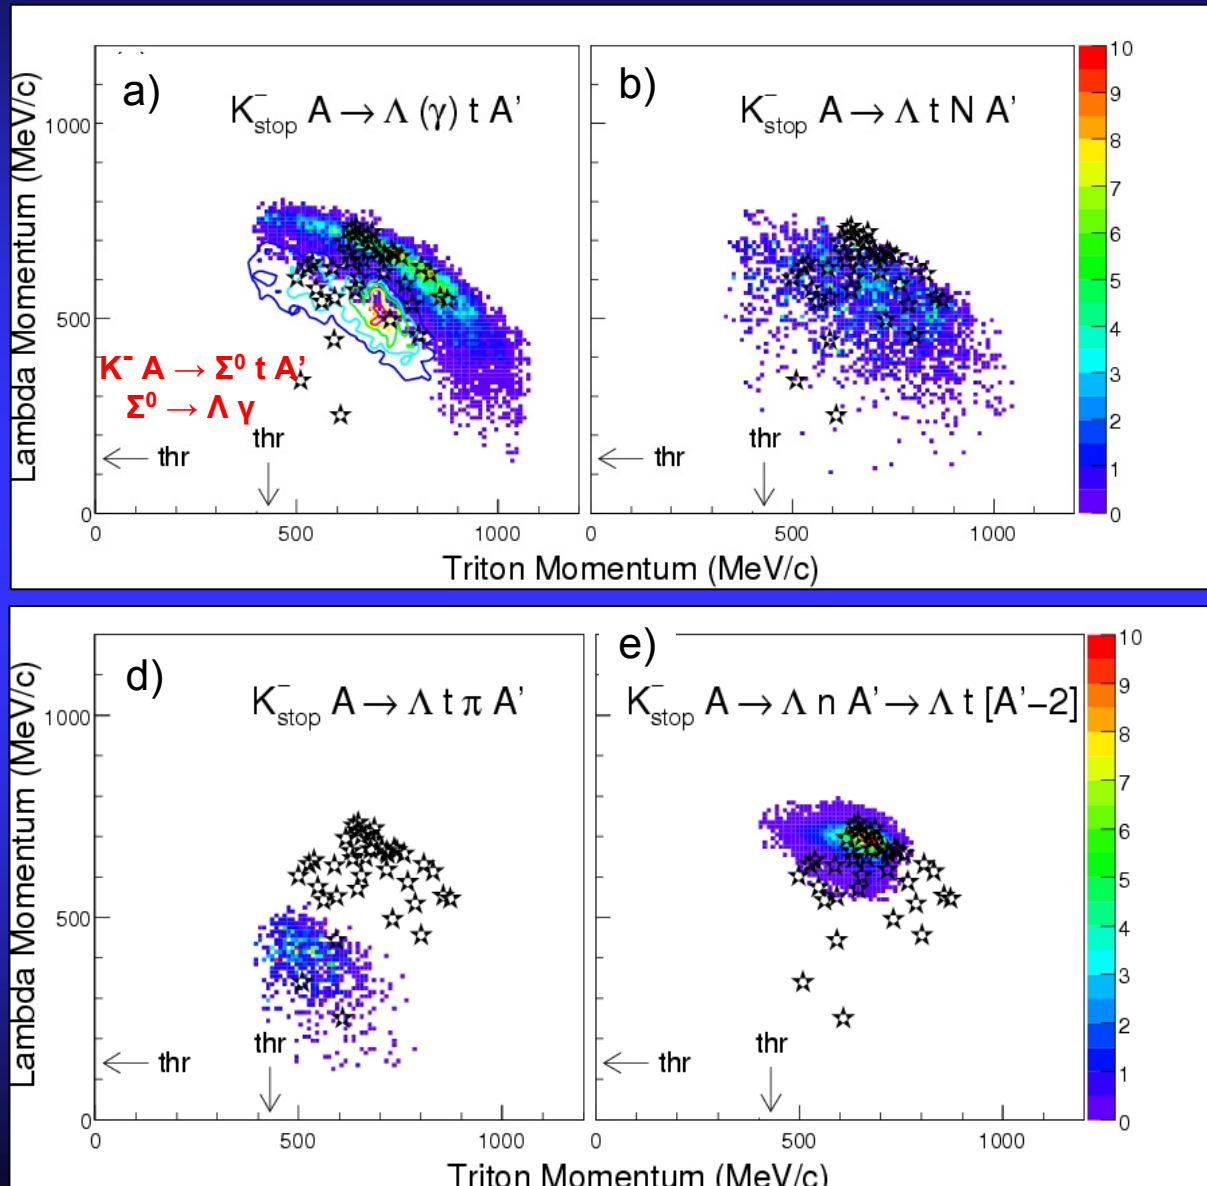 a)
K⁻stop A → Λ (γ) t A’
b)
K⁻stop A → Λ t N A’
Lambda Momentum (MeV/c)
1000
500
0
K⁻ A → Σ⁰ t A’
Σ⁰ → Λ γ
thr
thr
thr
thr
0
500
1000
0
500
1000
Triton Momentum (MeV/c)
10
9
8
7
6
5
4
3
2
1
0
d)
K⁻stop A → Λ t π A’
e)
K⁻stop A → Λ n A’ → Λ t [A’−2]
Lambda Momentum (MeV/c)
1000
500
0
thr
thr
thr
thr
0
500
1000
0
500
1000
Triton Momentum (MeV/c)
10
9
8
7
6
5
4
3
2
1
0